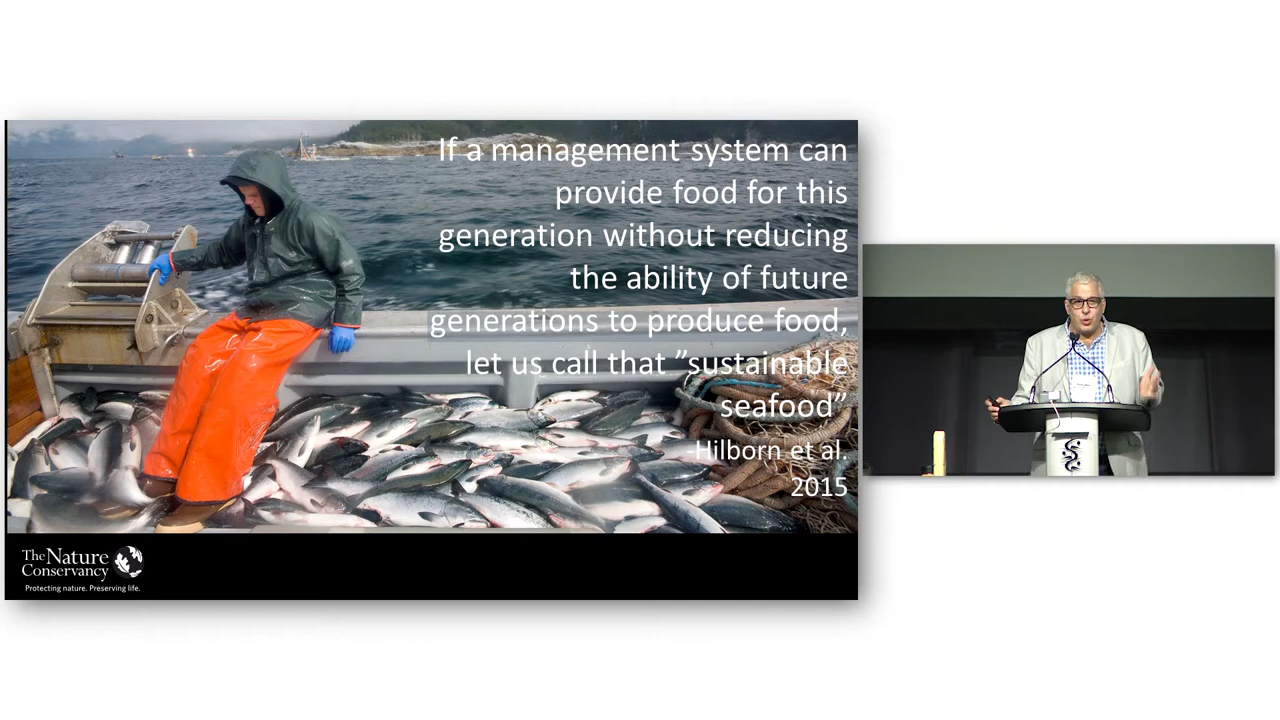 If a management system can
provide food for this
generation without reducing
the ability of future
generations to produce food,
let us call that ”sustainable
seafood”
-Hilborn et al.
2015
The Nature
Conservancy
Protecting nature. Preserving life.